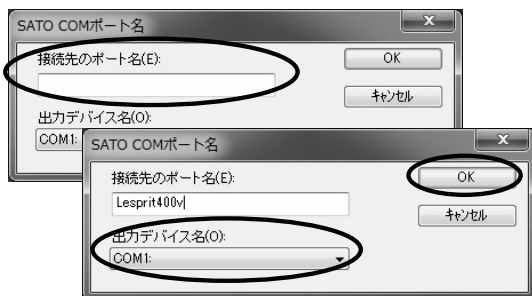 SATO COMポート名
接続先のポート名(E):
OK
キャンセル
出力デバイス名(O):
COM1:
SATO COMポート名
接続先のポート名(E):
Lesprit400v
OK
キャンセル
出力デバイス名(O):
COM1: